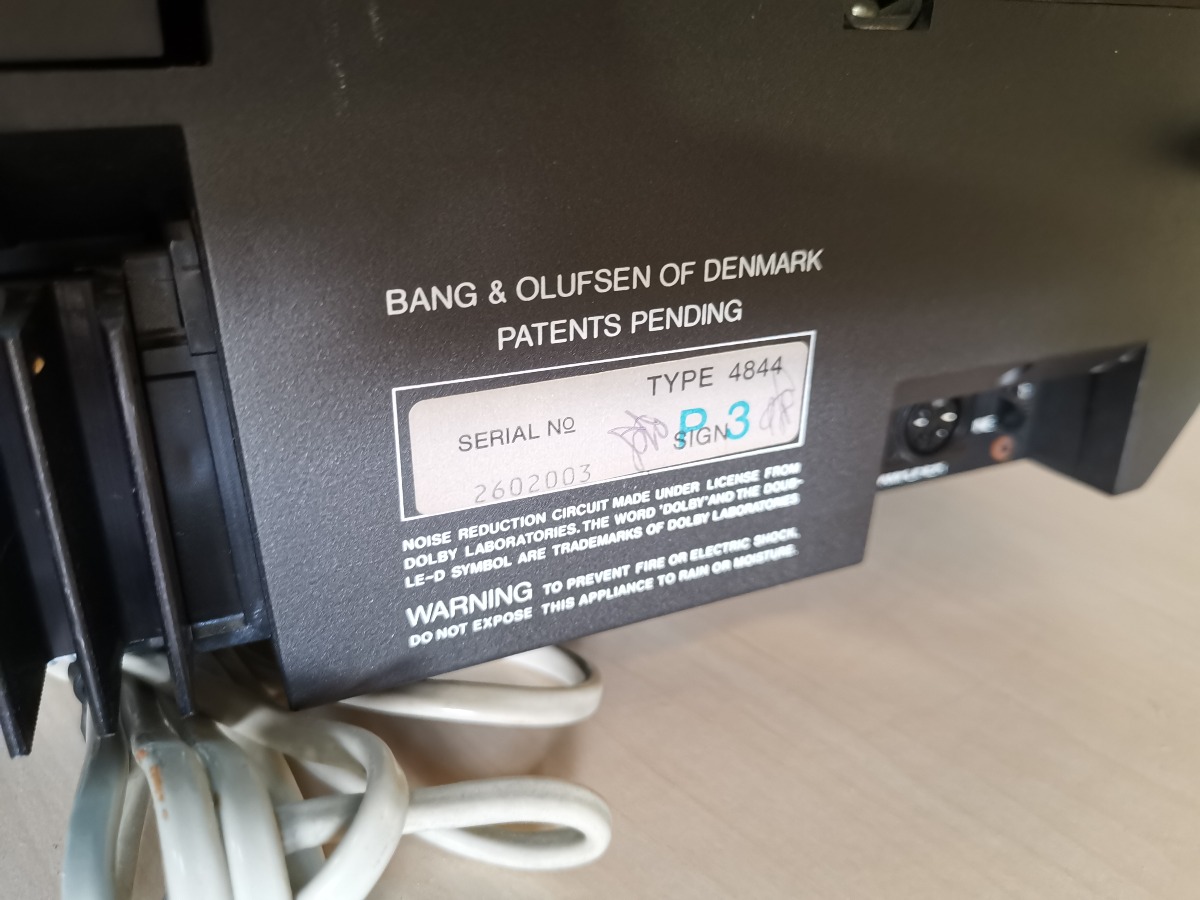 BANG & OLUFSEN OF DENMARK
PATENTS PENDING
TYPE 4844
SERIAL Nº
P 3
SIGN
2602003
NOISE REDUCTION CIRCUIT MADE UNDER LICENSE FROM
DOLBY LABORATORIES. THE WORD 'DOLBY' AND THE DOUB-
LE-D SYMBOL ARE TRADEMARKS OF DOLBY LABORATORIES
WARNING TO PREVENT FIRE OR ELECTRIC SHOCK,
DO NOT EXPOSE THIS APPLIANCE TO RAIN OR MOISTURE.